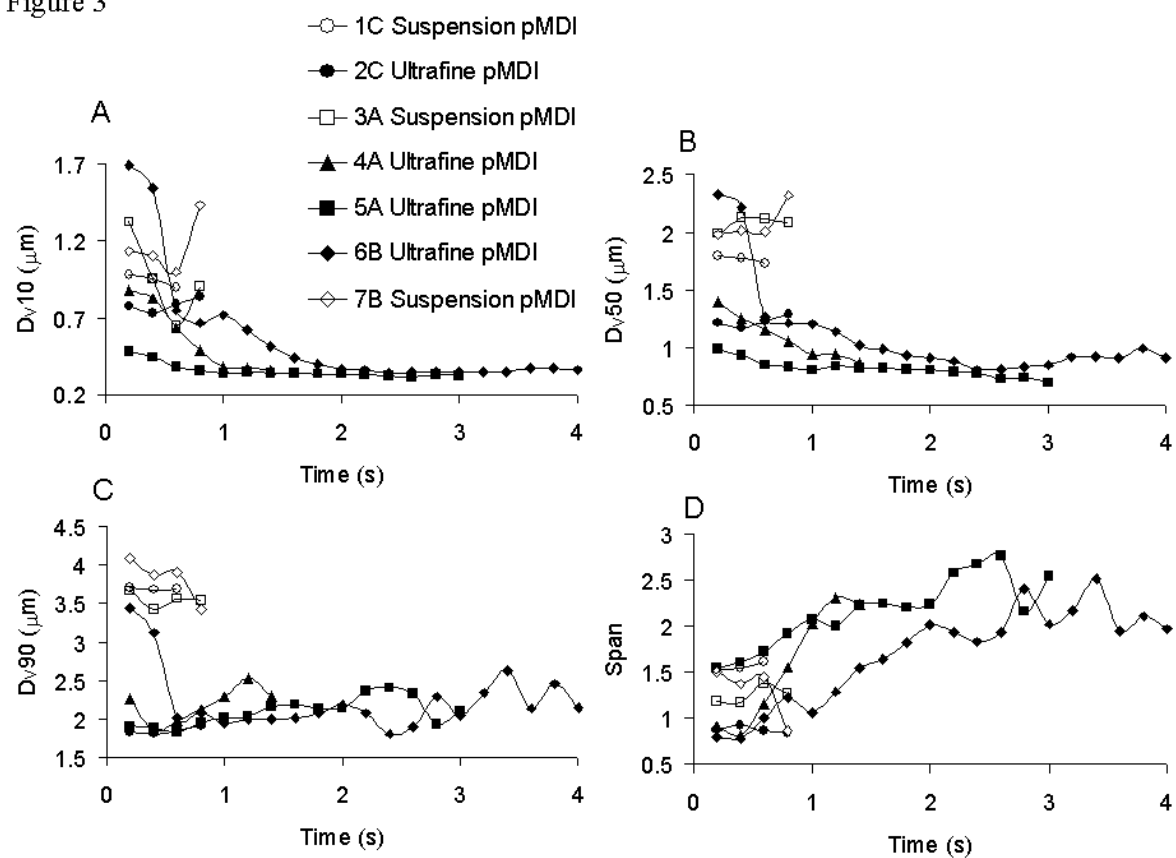 Figure 3
1C Suspension pMDI
2C Ultrafine pMDI
3A Suspension pMDI
4A Ultrafine pMDI
5A Ultrafine pMDI
6B Ultrafine pMDI
7B Suspension pMDI
A
1.7
1.2
0.7
0.2
Dv10 (μm)
0 1 2 3 4
Time (s)
B
2.5
2
1.5
1
0.5
Dv50 (μm)
0 1 2 3 4
Time (s)
C
4.5
4
3.5
3
2.5
2
1.5
Dv90 (μm)
0 1 2 3 4
Time (s)
D
3
2.5
2
1.5
1
0.5
Span
0 1 2 3 4
Time (s)